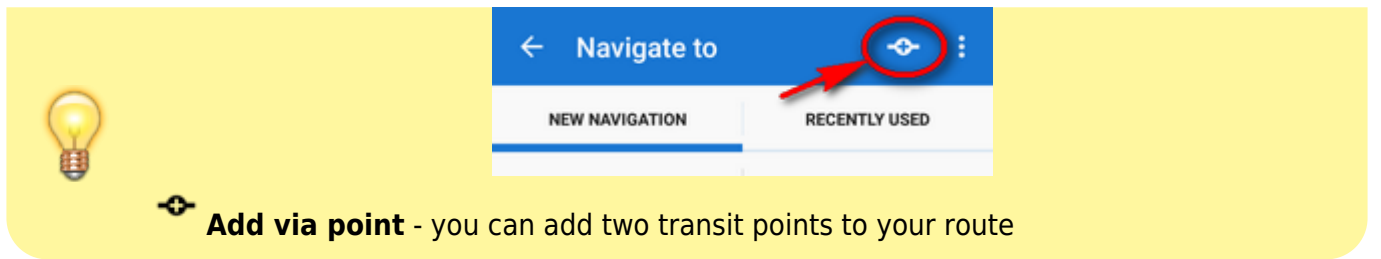 Navigate to
NEW NAVIGATION RECENTLY USED
Add via point - you can add two transit points to your route